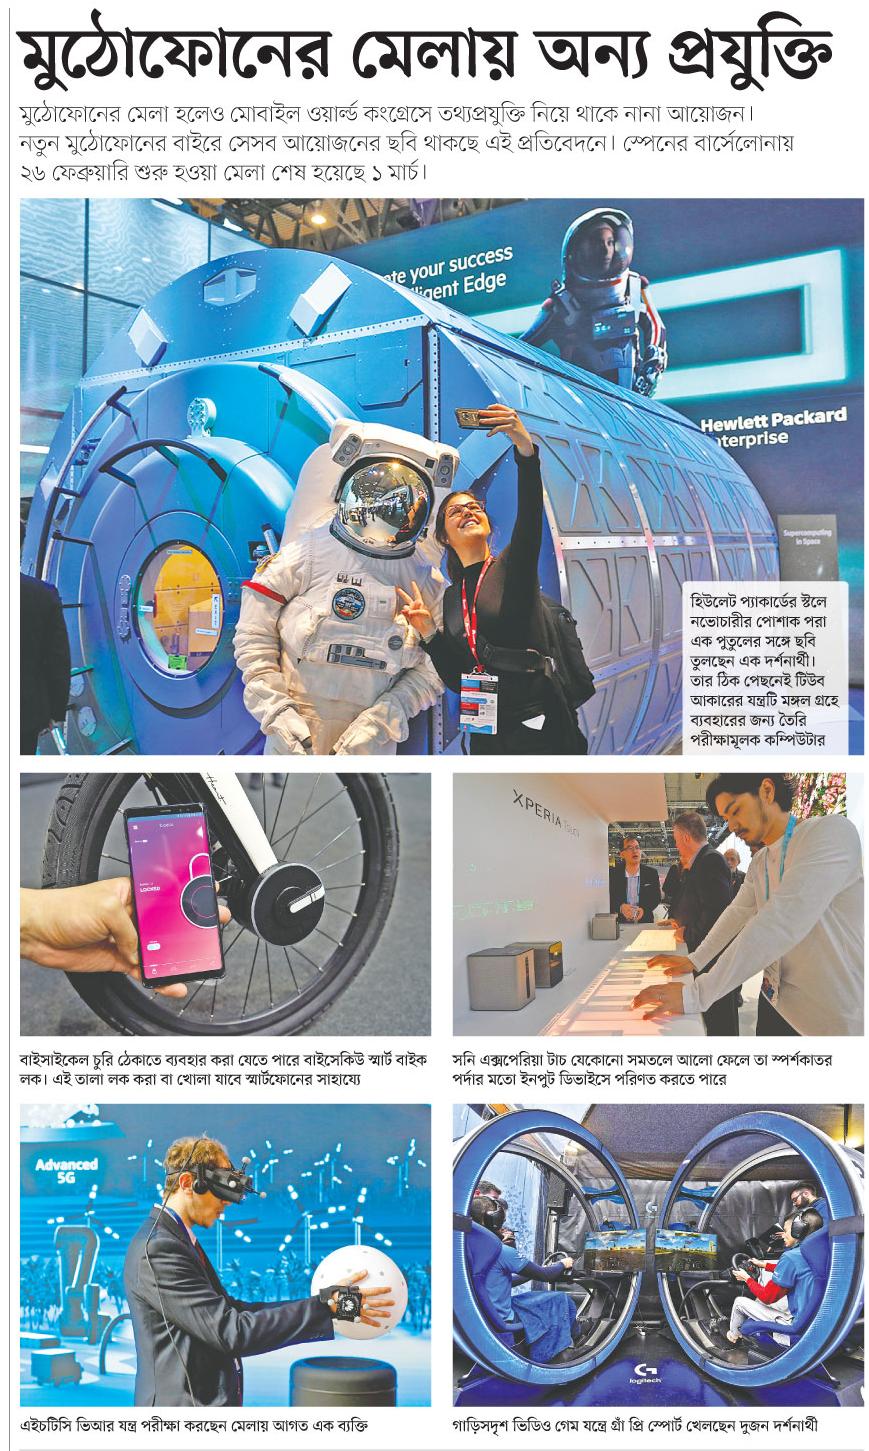 মুঠোফোনের মেলায় অন্য প্রযুক্তি
মুঠোফোনের মেলা হলেও মোবাইল ওয়ার্ল্ড কংগ্রেসে তথ্যপ্রযুক্তি নিয়ে থাকে নানা আয়োজন।
নতুন মুঠোফোনের বাইরে সেসব আয়োজনের ছবি থাকছে এই প্রতিবেদনে। স্পেনের বার্সেলোনায়
২৬ ফেব্রুয়ারি শুরু হওয়া মেলা শেষ হয়েছে ১ মার্চ।
te your success
ligent Edge
Hewlett Packard
nterprise
Supercomputing
in Space
হিউলেট প্যাকার্ডের স্টলে
নভোচারীর পোশাক পরা
এক পুতুলের সঙ্গে ছবি
তুলছেন এক দর্শনার্থী।
তার ঠিক পেছনেই টিউব
আকারের যন্ত্রটি মঙ্গল গ্রহে
ব্যবহারের জন্য তৈরি
পরীক্ষামূলক কম্পিউটার
LOCKED
XPERIA Touch
বাইসাইকেল চুরি ঠেকাতে ব্যবহার করা যেতে পারে বাইসেকিউ স্মার্ট বাইক
লক। এই তালা লক করা বা খোলা যাবে স্মার্টফোনের সাহায্যে
সনি এক্সপেরিয়া টাচ যেকোনো সমতলে আলো ফেলে তা স্পর্শকাতর
পর্দার মতো ইনপুট ডিভাইসে পরিণত করতে পারে
Advanced
5G
logitech
এইচটিসি ভিআর যন্ত্র পরীক্ষা করছেন মেলায় আগত এক ব্যক্তি
গাড়িসদৃশ ভিডিও গেম যন্ত্রে গ্রাঁ প্রি স্পোর্ট খেলছেন দুজন দর্শনার্থী